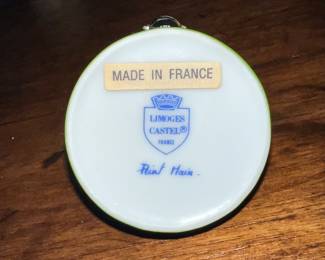 MADE IN FRANCE
LIMOGES
CASTEL®
FRANCE
Peint Main.